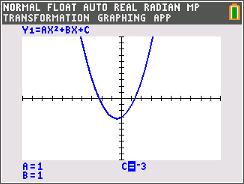 NORMAL FLOAT AUTO REAL RADIAN MP
TRANSFORMATION GRAPHING APP
Y1=AX²+BX+C
A=1
C=-3
B=1